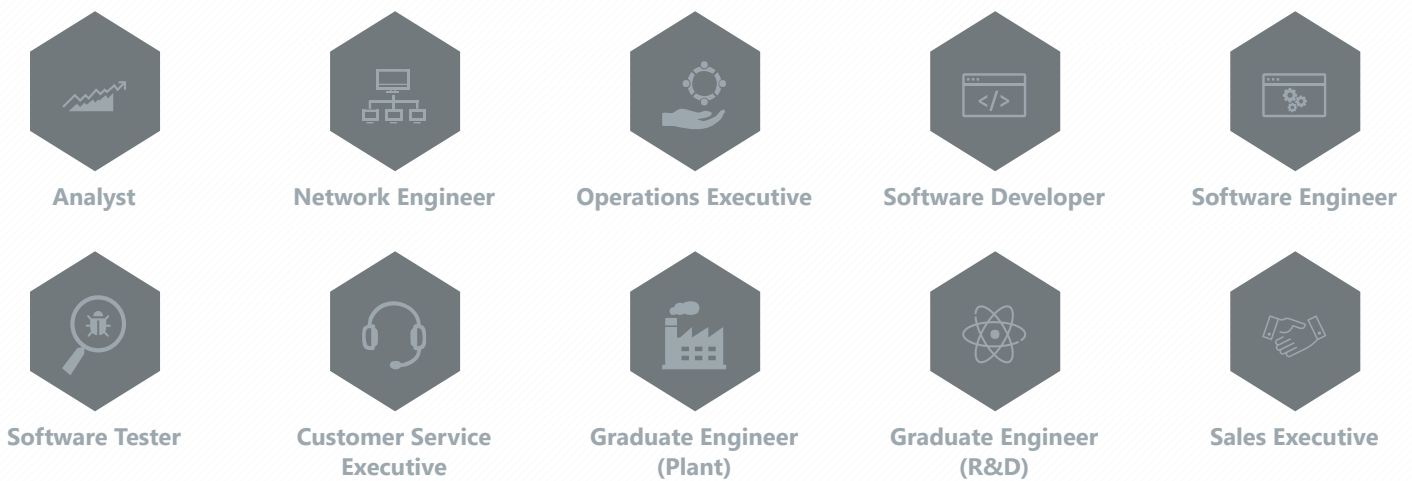 Analyst
Network Engineer
Operations Executive
Software Developer
Software Engineer
Software Tester
Customer Service
Executive
Graduate Engineer
(Plant)
Graduate Engineer
(R&D)
Sales Executive